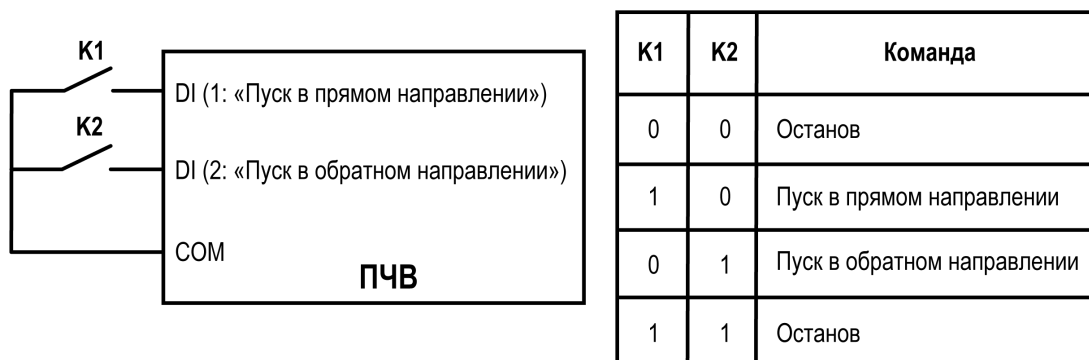 K1
DI (1: «Пуск в прямом направлении»)
K2
DI (2: «Пуск в обратном направлении»)
COM
ПЧВ
K1 K2 Команда
0 0 Останов
1 0 Пуск в прямом направлении
0 1 Пуск в обратном направлении
1 1 Останов